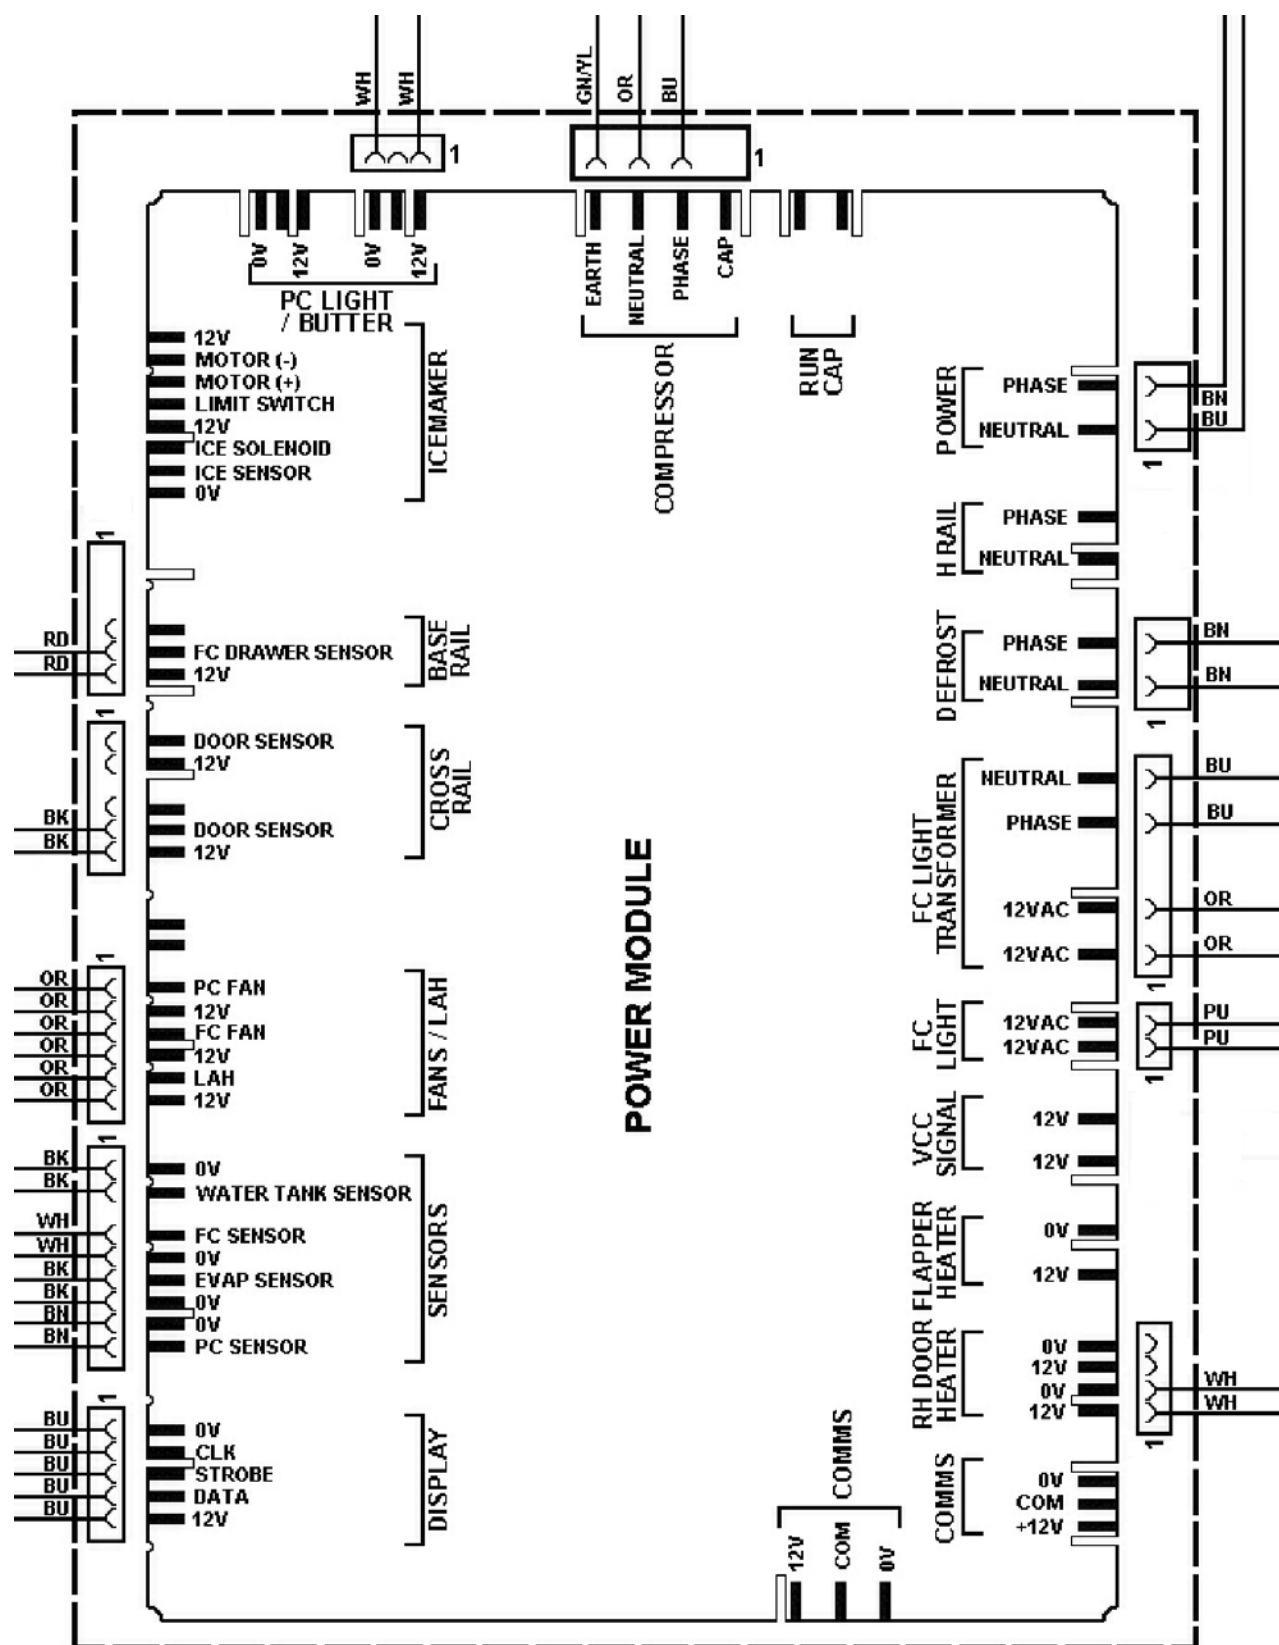 WH
WH
GN/YL
OR
BU
1
1
0V
12V
0V
12V
PC LIGHT
/ BUTTER
EARTH
NEUTRAL
PHASE
CAP
COMPRESSOR
RUN
CAP
12V
MOTOR (-)
MOTOR (+)
LIMIT SWITCH
12V
ICE SOLENOID
ICE SENSOR
0V
ICEMAKER
1
RD
RD
FC DRAWER SENSOR
12V
BASE
RAIL
1
BK
BK
DOOR SENSOR
12V
DOOR SENSOR
12V
CROSS
RAIL
1
OR
OR
OR
OR
OR
OR
PC FAN
12V
FC FAN
12V
LAH
12V
FANS / LAH
1
BK
BK
WH
WH
BK
BK
BN
BN
0V
WATER TANK SENSOR
FC SENSOR
0V
EVAP SENSOR
0V
0V
PC SENSOR
SENSORS
1
BU
BU
BU
BU
BU
0V
CLK
STROBE
DATA
12V
DISPLAY
POWER MODULE
POWER
PHASE
NEUTRAL
BN
BU
1
H RAIL
PHASE
NEUTRAL
DEFROST
PHASE
NEUTRAL
BN
BN
1
FC LIGHT
TRANSFORMER
NEUTRAL
PHASE
12VAC
12VAC
BU
BU
OR
OR
1
FC
LIGHT
12VAC
12VAC
PU
PU
1
VCC
SIGNAL
12V
12V
FLAPPER
HEATER
0V
12V
RH DOOR
HEATER
0V
12V
0V
12V
WH
WH
1
COMMS
0V
COM
+12V
COMMS
12V
COM
0V